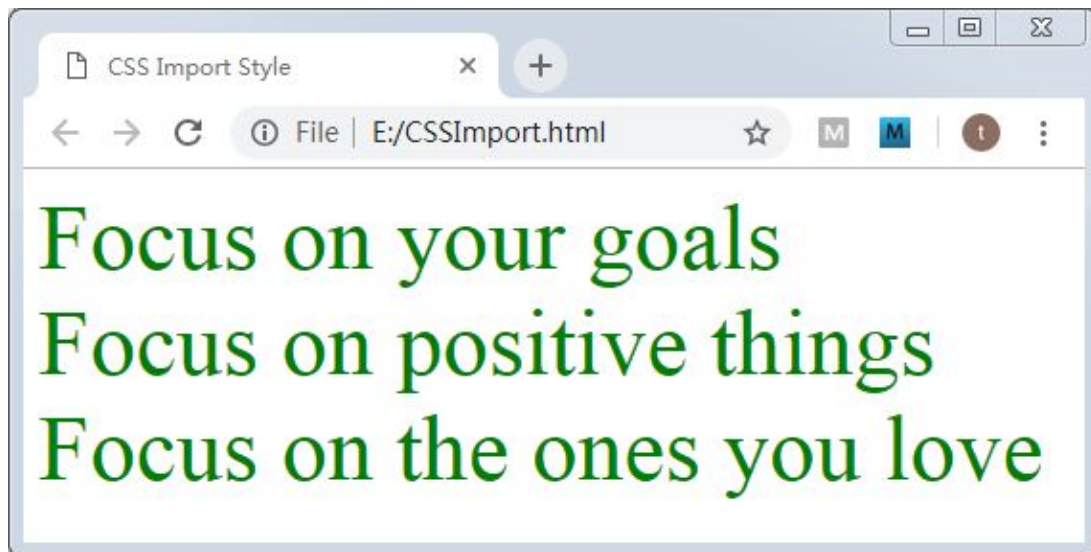 CSS Import Style
File | E:/CSSImport.html
M M t
Focus on your goals
Focus on positive things
Focus on the ones you love